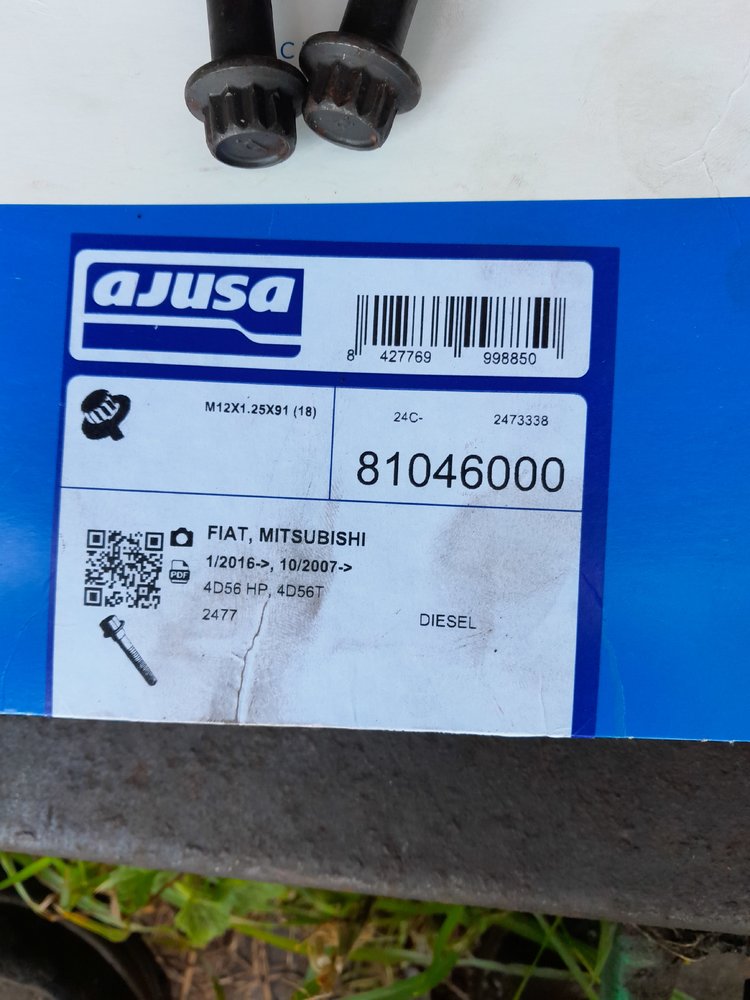 C
ajusa
8 427769 998850
M12X1.25X91 (18)
24C- 2473338
81046000
FIAT, MITSUBISHI
1/2016->, 10/2007->
PDF
4D56 HP, 4D56T
2477 DIESEL